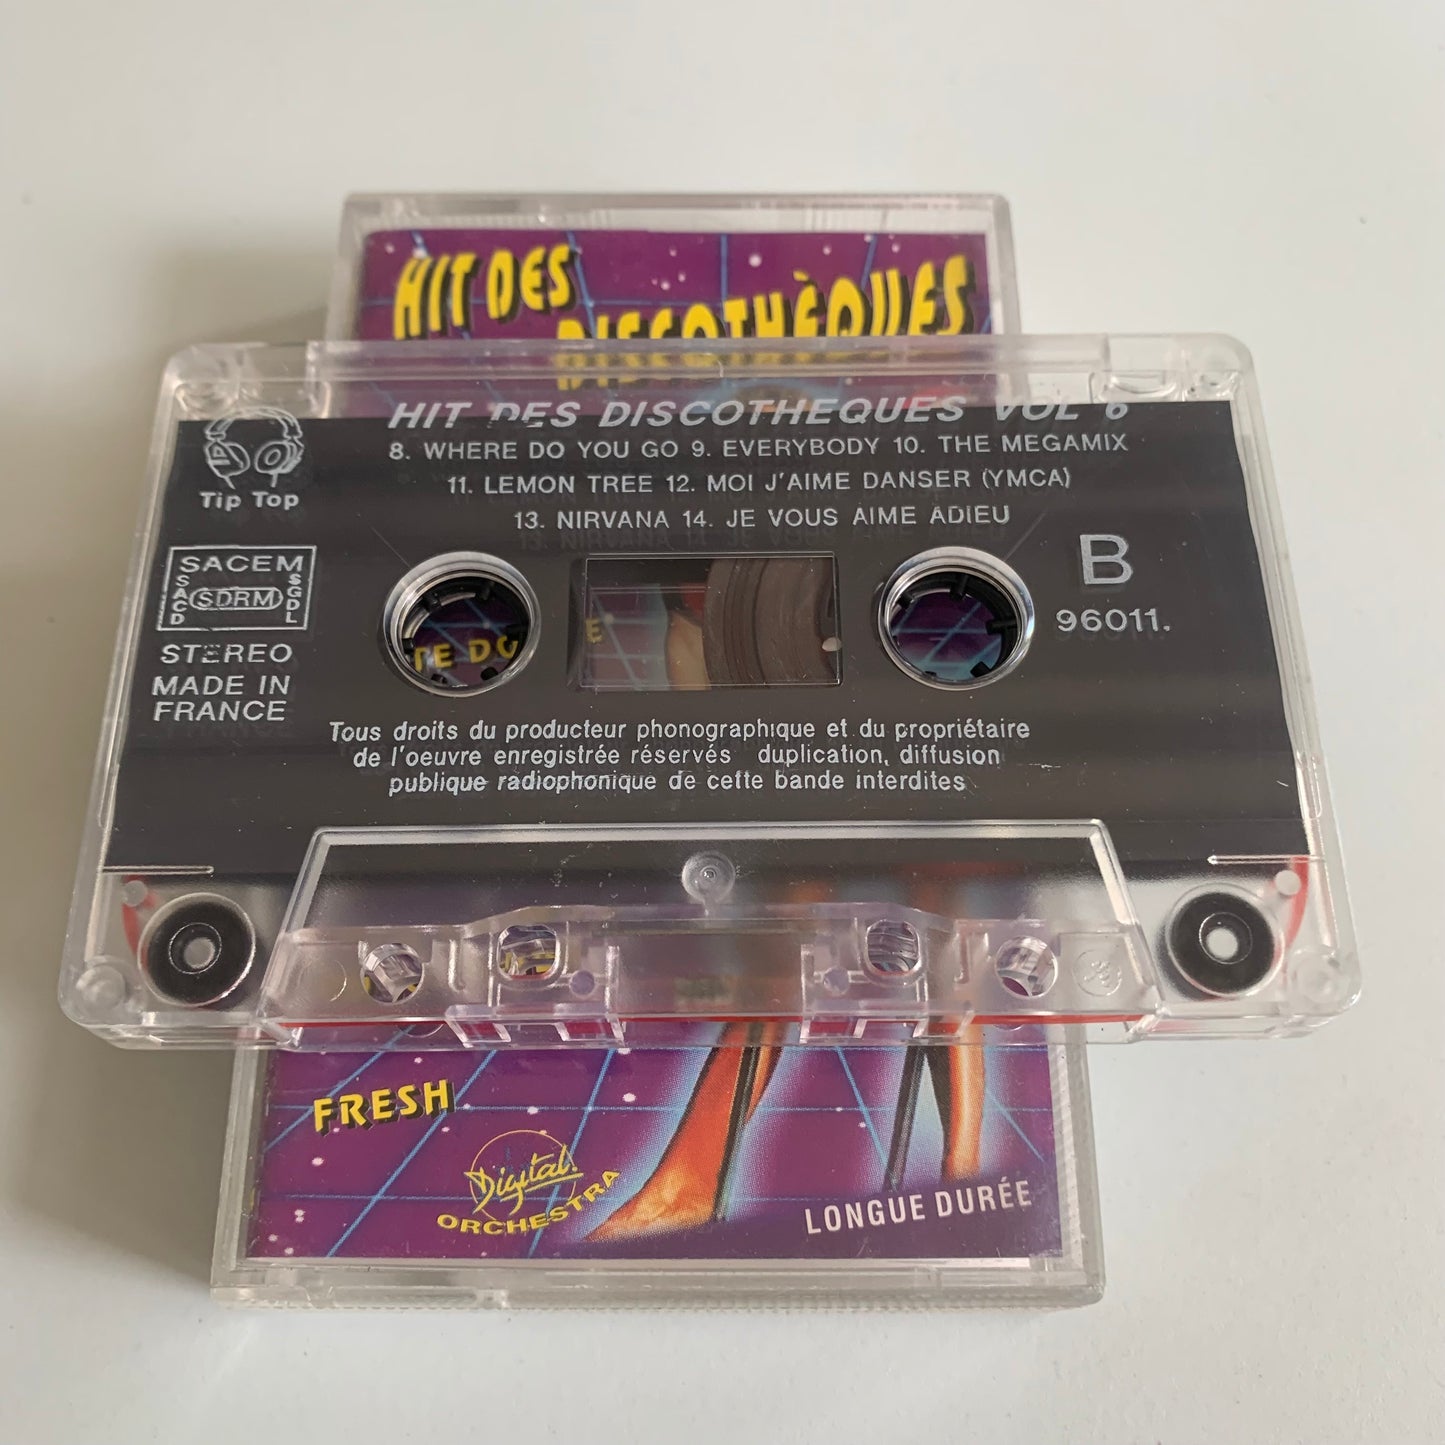 HIT DES
DISCOTHÈQUES
HIT DES DISCOTHEQUES VOL 6
8. WHERE DO YOU GO 9. EVERYBODY 10. THE MEGAMIX
11. LEMON TREE 12. MOI J'AIME DANSER (YMCA)
13. NIRVANA 14. JE VOUS AIME ADIEU
Tip Top
SACEM
SACD
SDRM
SGDL
STEREO
MADE IN
FRANCE
B
96011.
TE DO
E
Tous droits du producteur phonographique et du propriétaire
de l'oeuvre enregistrée réservés duplication, diffusion
publique radiophonique de cette bande interdites
FRESH
Digital
ORCHESTRA
LONGUE DURÉE